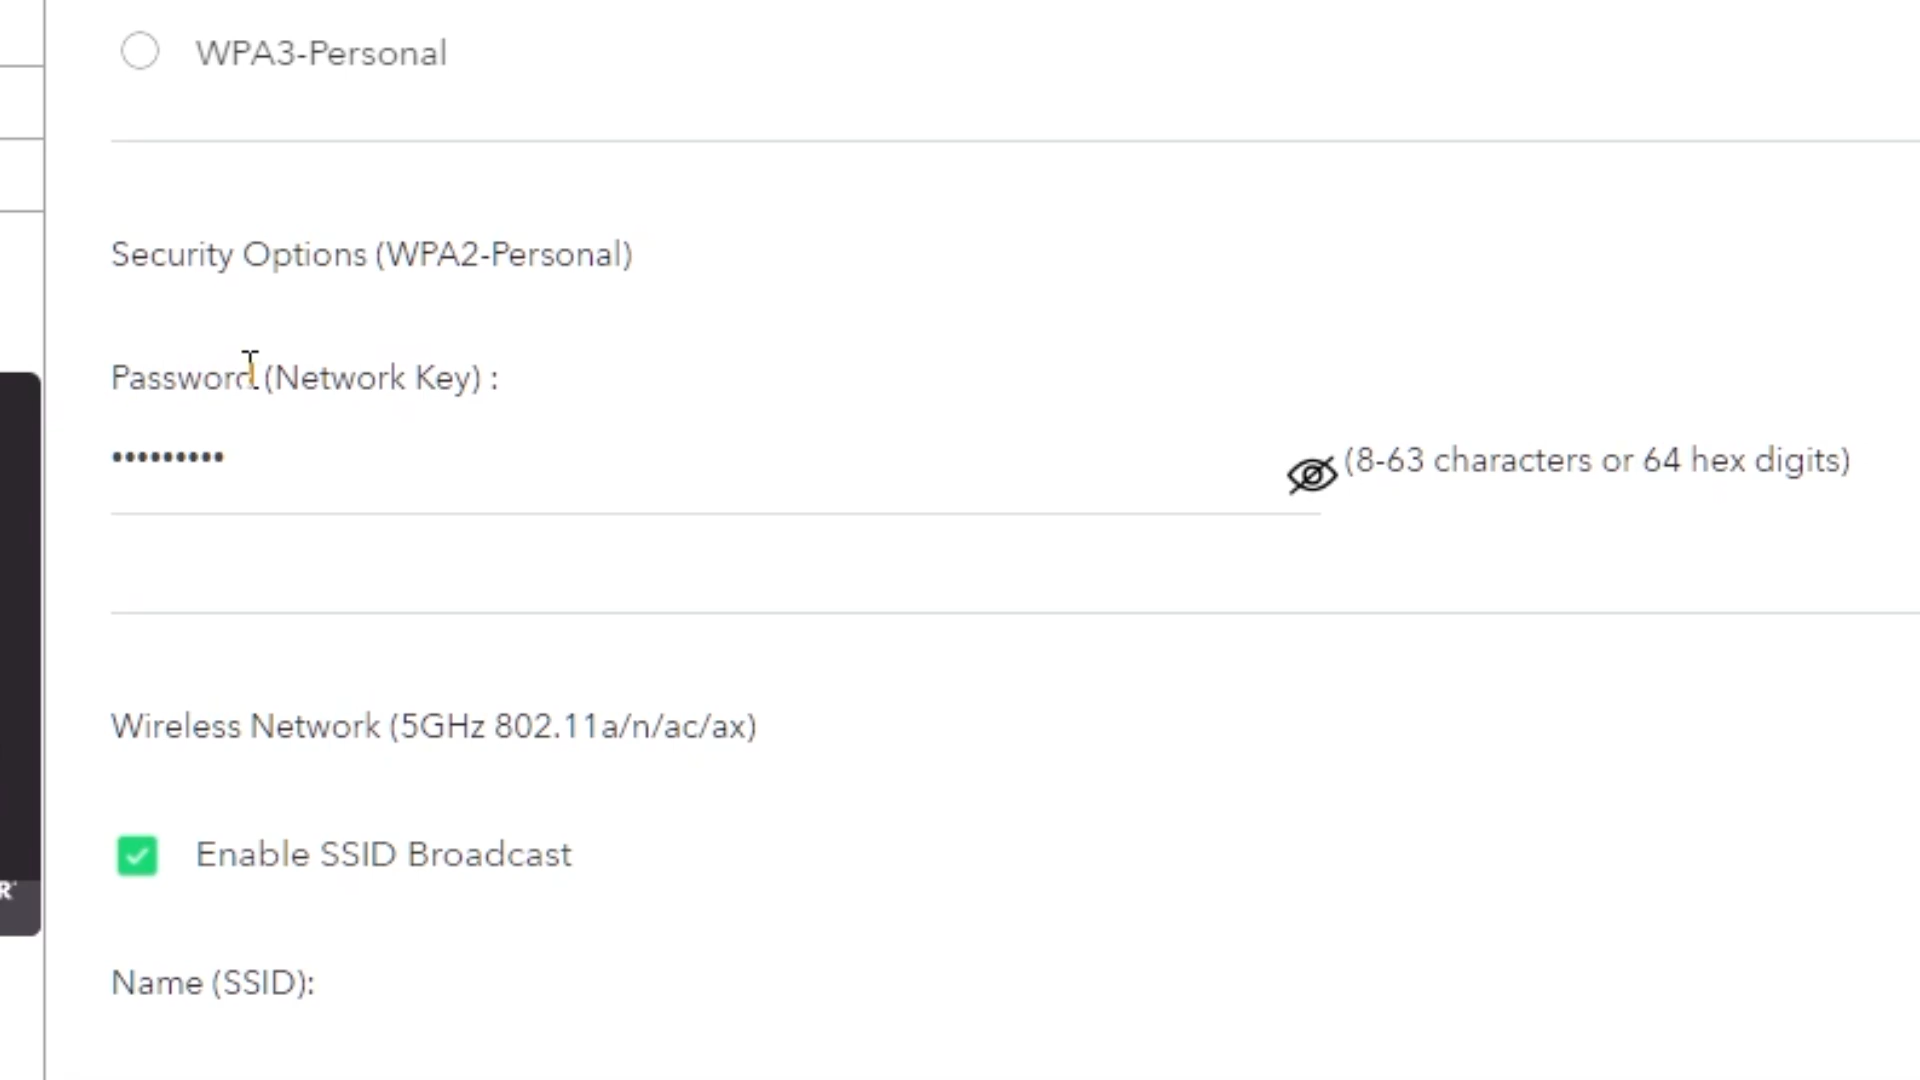 WPA3-Personal
Security Options (WPA2-Personal)
Password (Network Key) :
•••••••••
(8-63 characters or 64 hex digits)
Wireless Network (5GHz 802.11a/n/ac/ax)
Enable SSID Broadcast
R
Name (SSID):